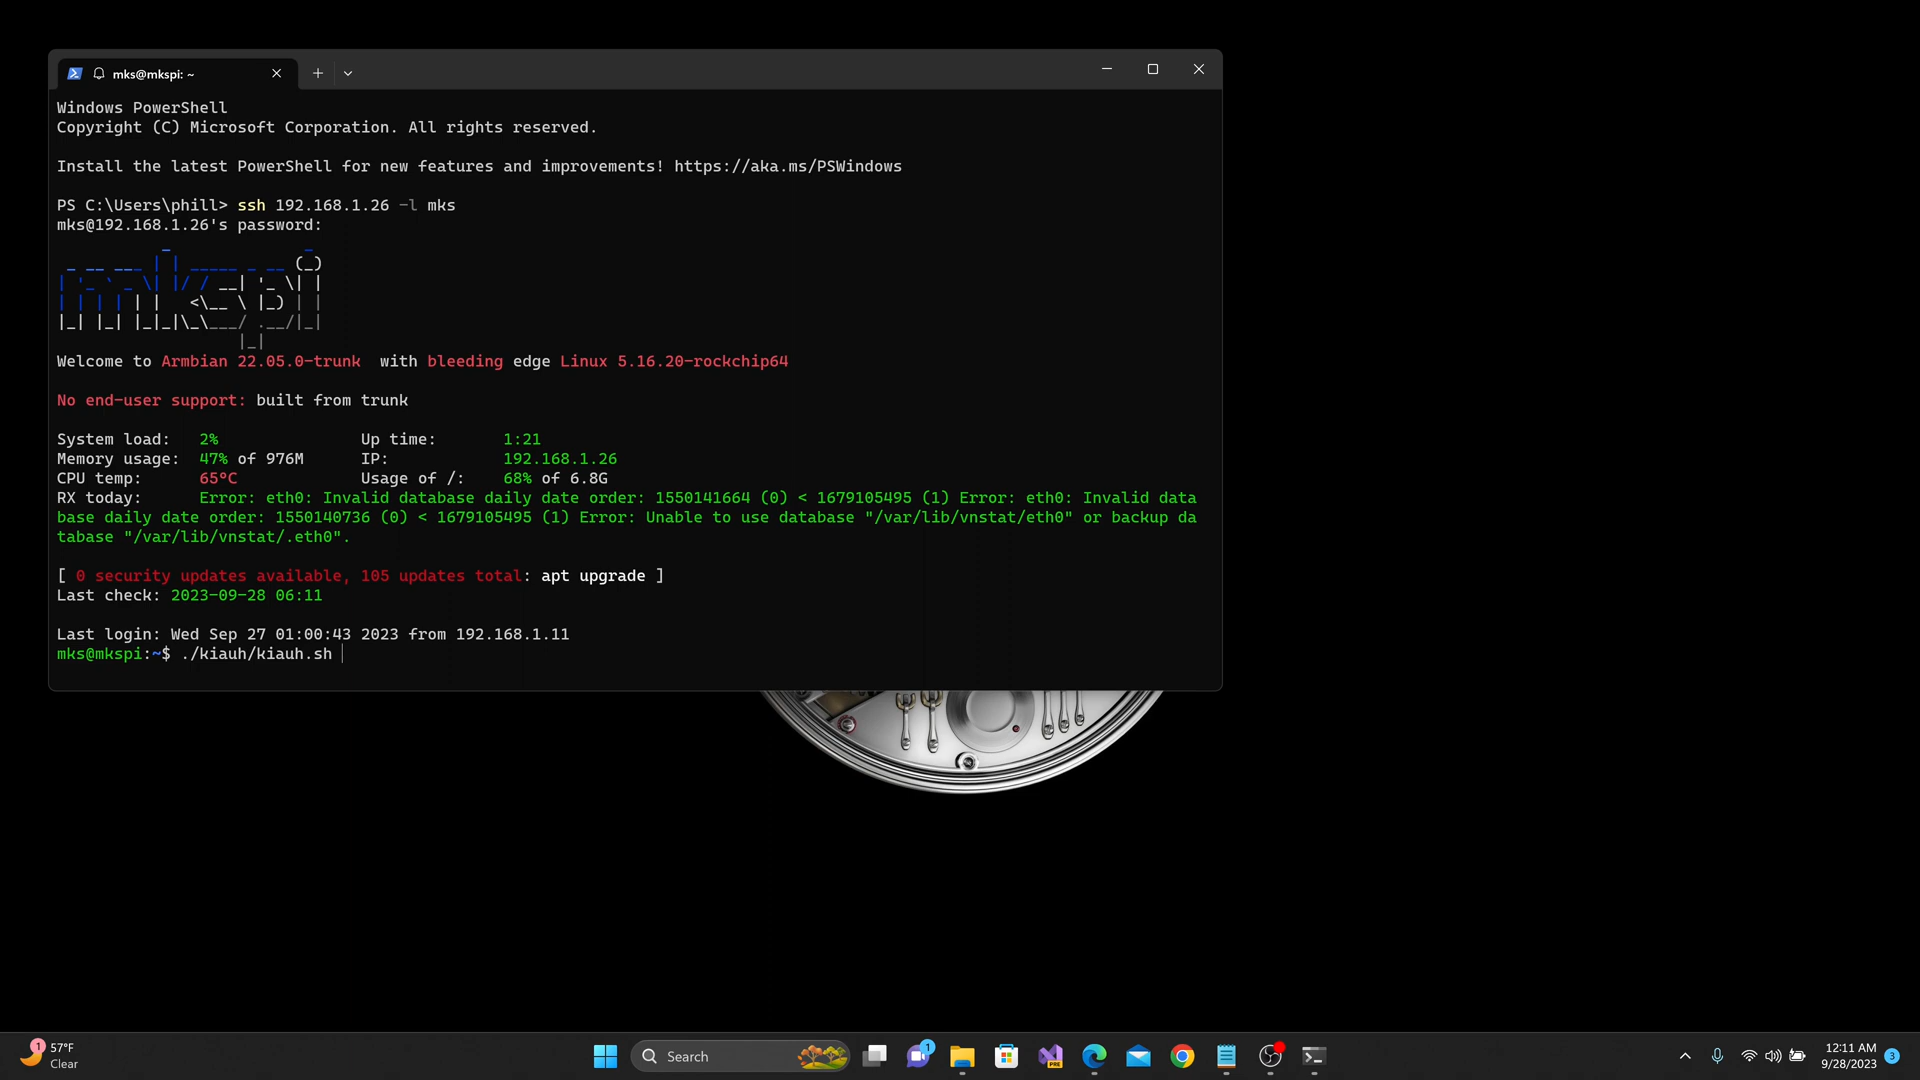 mks@mkspi: ~
Windows PowerShell
Copyright (C) Microsoft Corporation. All rights reserved.
Install the latest PowerShell for new features and improvements! https://aka.ms/PSWindows
PS C:\Users\phill> ssh 192.168.1.26 -l mks
mks@192.168.1.26's password:
mkspi
Welcome to Armbian 22.05.0-trunk  with bleeding edge Linux 5.16.20-rockchip64
No end-user support: built from trunk
System load:   2%               Up time:       1:21
Memory usage:  47% of 976M      IP:            192.168.1.26
CPU temp:      65°C             Usage of /:    68% of 6.8G
RX today:      Error: eth0: Invalid database daily date order: 1550141664 (0) < 1679105495 (1) Error: eth0: Invalid data
base daily date order: 1550140736 (0) < 1679105495 (1) Error: Unable to use database "/var/lib/vnstat/eth0" or backup da
tabase "/var/lib/vnstat/.eth0".
[ 0 security updates available, 105 updates total: apt upgrade ]
Last check: 2023-09-28 06:11
Last login: Wed Sep 27 01:00:43 2023 from 192.168.1.11
mks@mkspi:~$ ./kiauh/kiauh.sh
1
57°F
Clear
Search
1
PRE
12:11 AM
9/28/2023
3